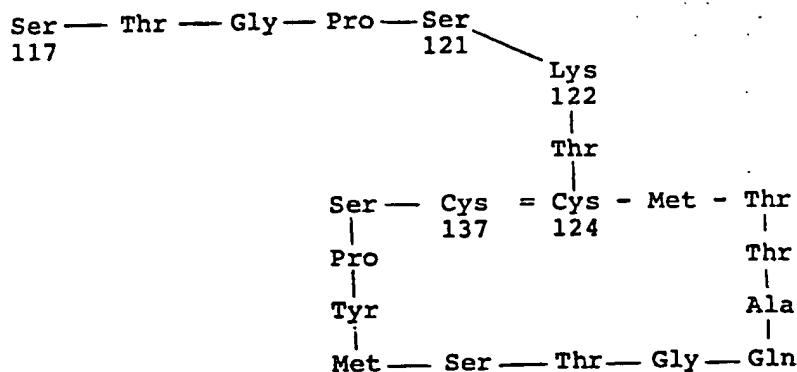 Ser — Thr — Gly — Pro — Ser
117 121
Lys
122
Thr
Ser — Cys = Cys - Met - Thr
137 124
Pro Thr
Tyr Ala
Met — Ser — Thr — Gly — Gln